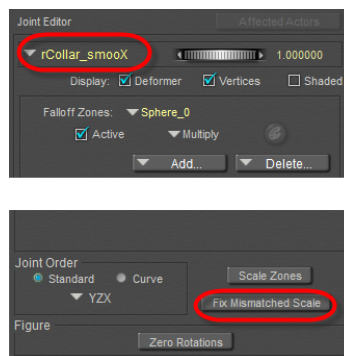 Joint Editor Affected Actors
rCollar_smooX 1.000000
Display: Deformer Vertices Shaded
Falloff Zones: Sphere_0
Active Multiply
Add... Delete...
Joint Order
Standard Curve Scale Zones
YZX Fix Mismatched Scale
Figure
Zero Rotations